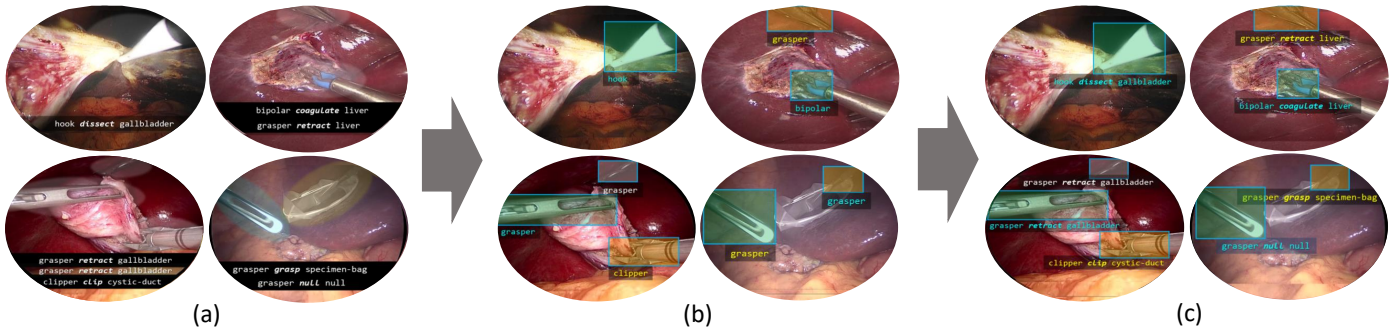 hook dissect gallbladder
bipolar coagulate liver
grasper retract liver
grasper retract gallbladder
grasper retract gallbladder
clipper clip cystic-duct
grasper grasp specimen-bag
grasper null null
(a)
hook
grasper
bipolar
grasper
grasper
clipper
grasper
grasper
(b)
hook dissect gallbladder
grasper retract liver
bipolar coagulate liver
grasper retract gallbladder
grasper retract gallbladder
clipper clip cystic-duct
grasper grasp specimen-bag
grasper null null
(c)